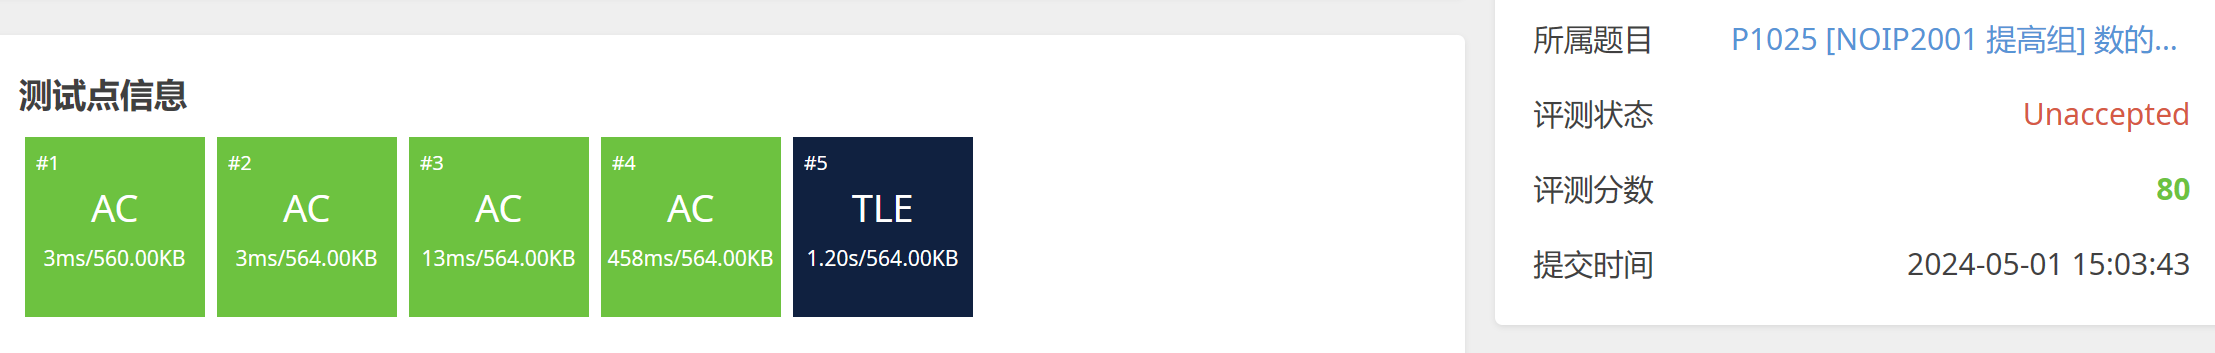 测试点信息
#1
AC
3ms/560.00KB
#2
AC
3ms/564.00KB
#3
AC
13ms/564.00KB
#4
AC
458ms/564.00KB
#5
TLE
1.20s/564.00KB
所属题目 P1025 [NOIP2001 提高组] 数的...
评测状态 Unaccepted
评测分数 80
提交时间 2024-05-01 15:03:43